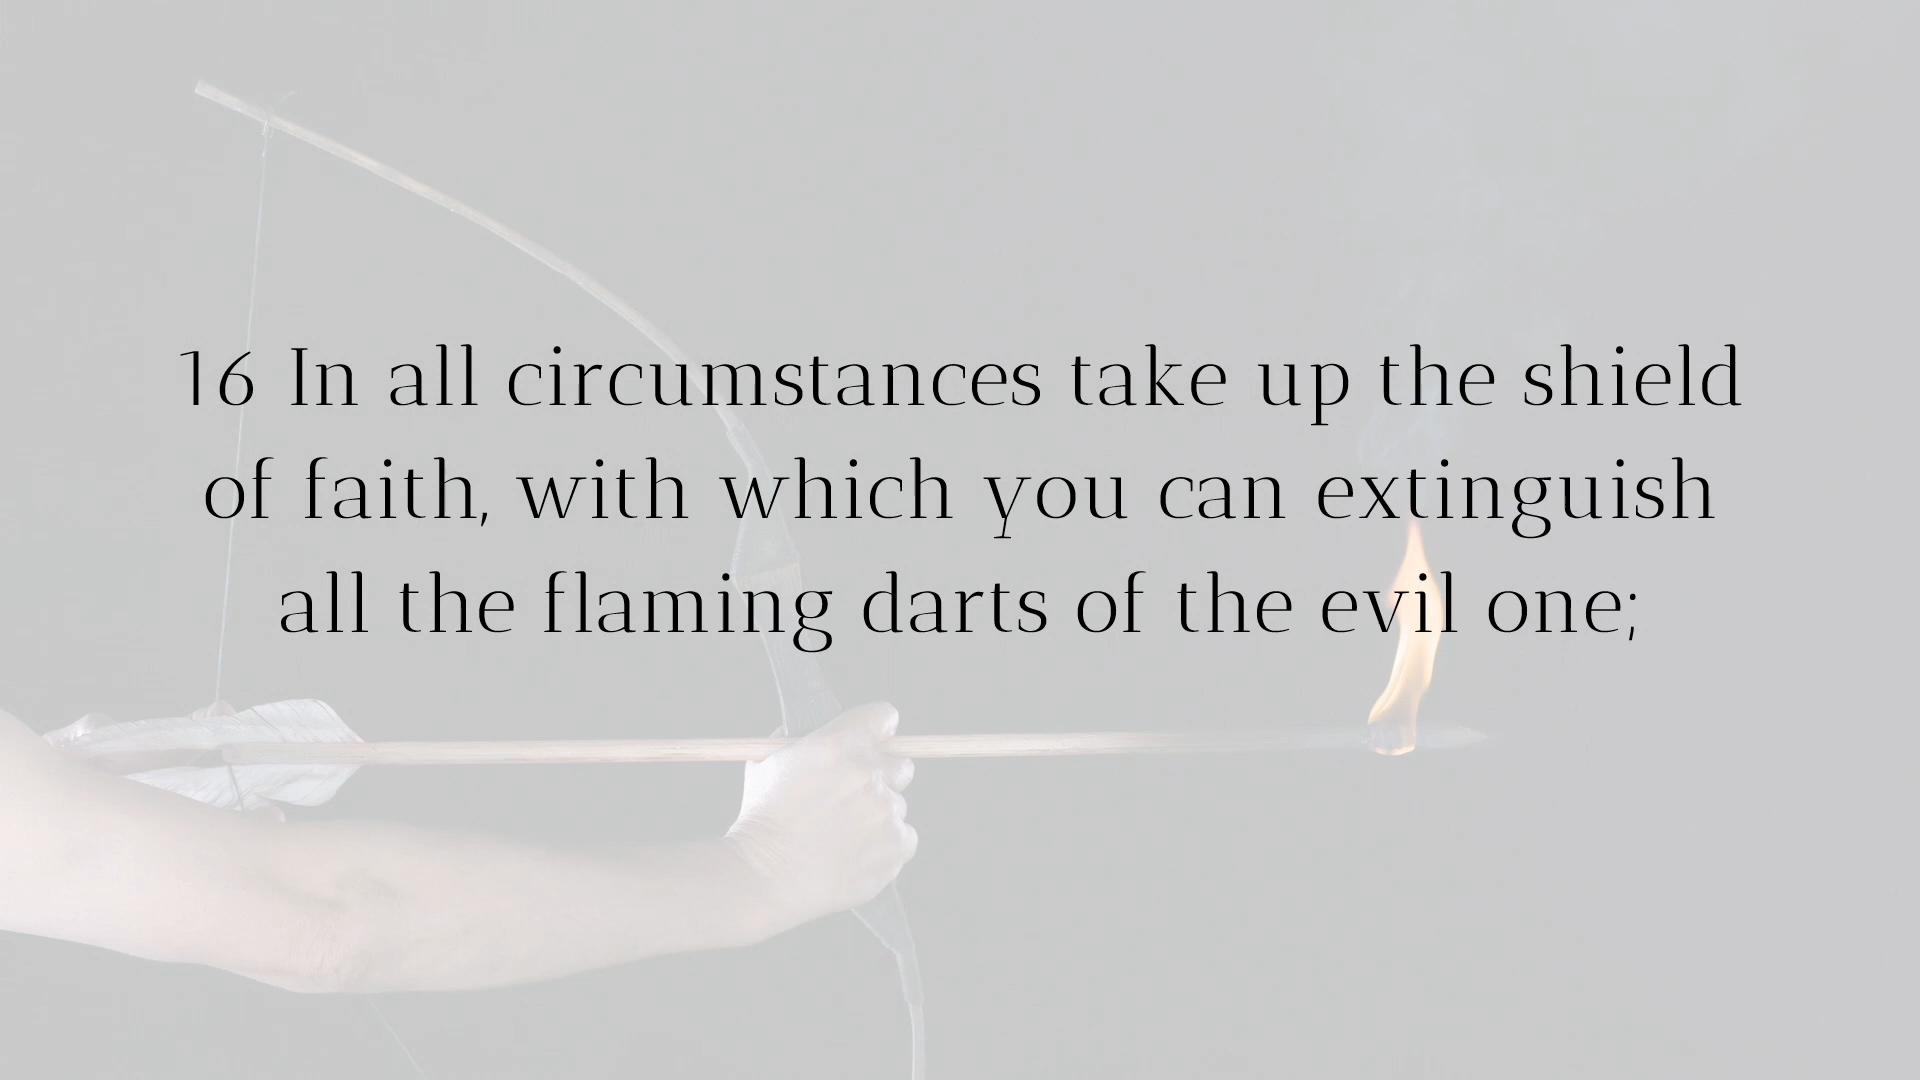 16 In all circumstances take up the shield
of faith, with which you can extinguish
all the flaming darts of the evil one;